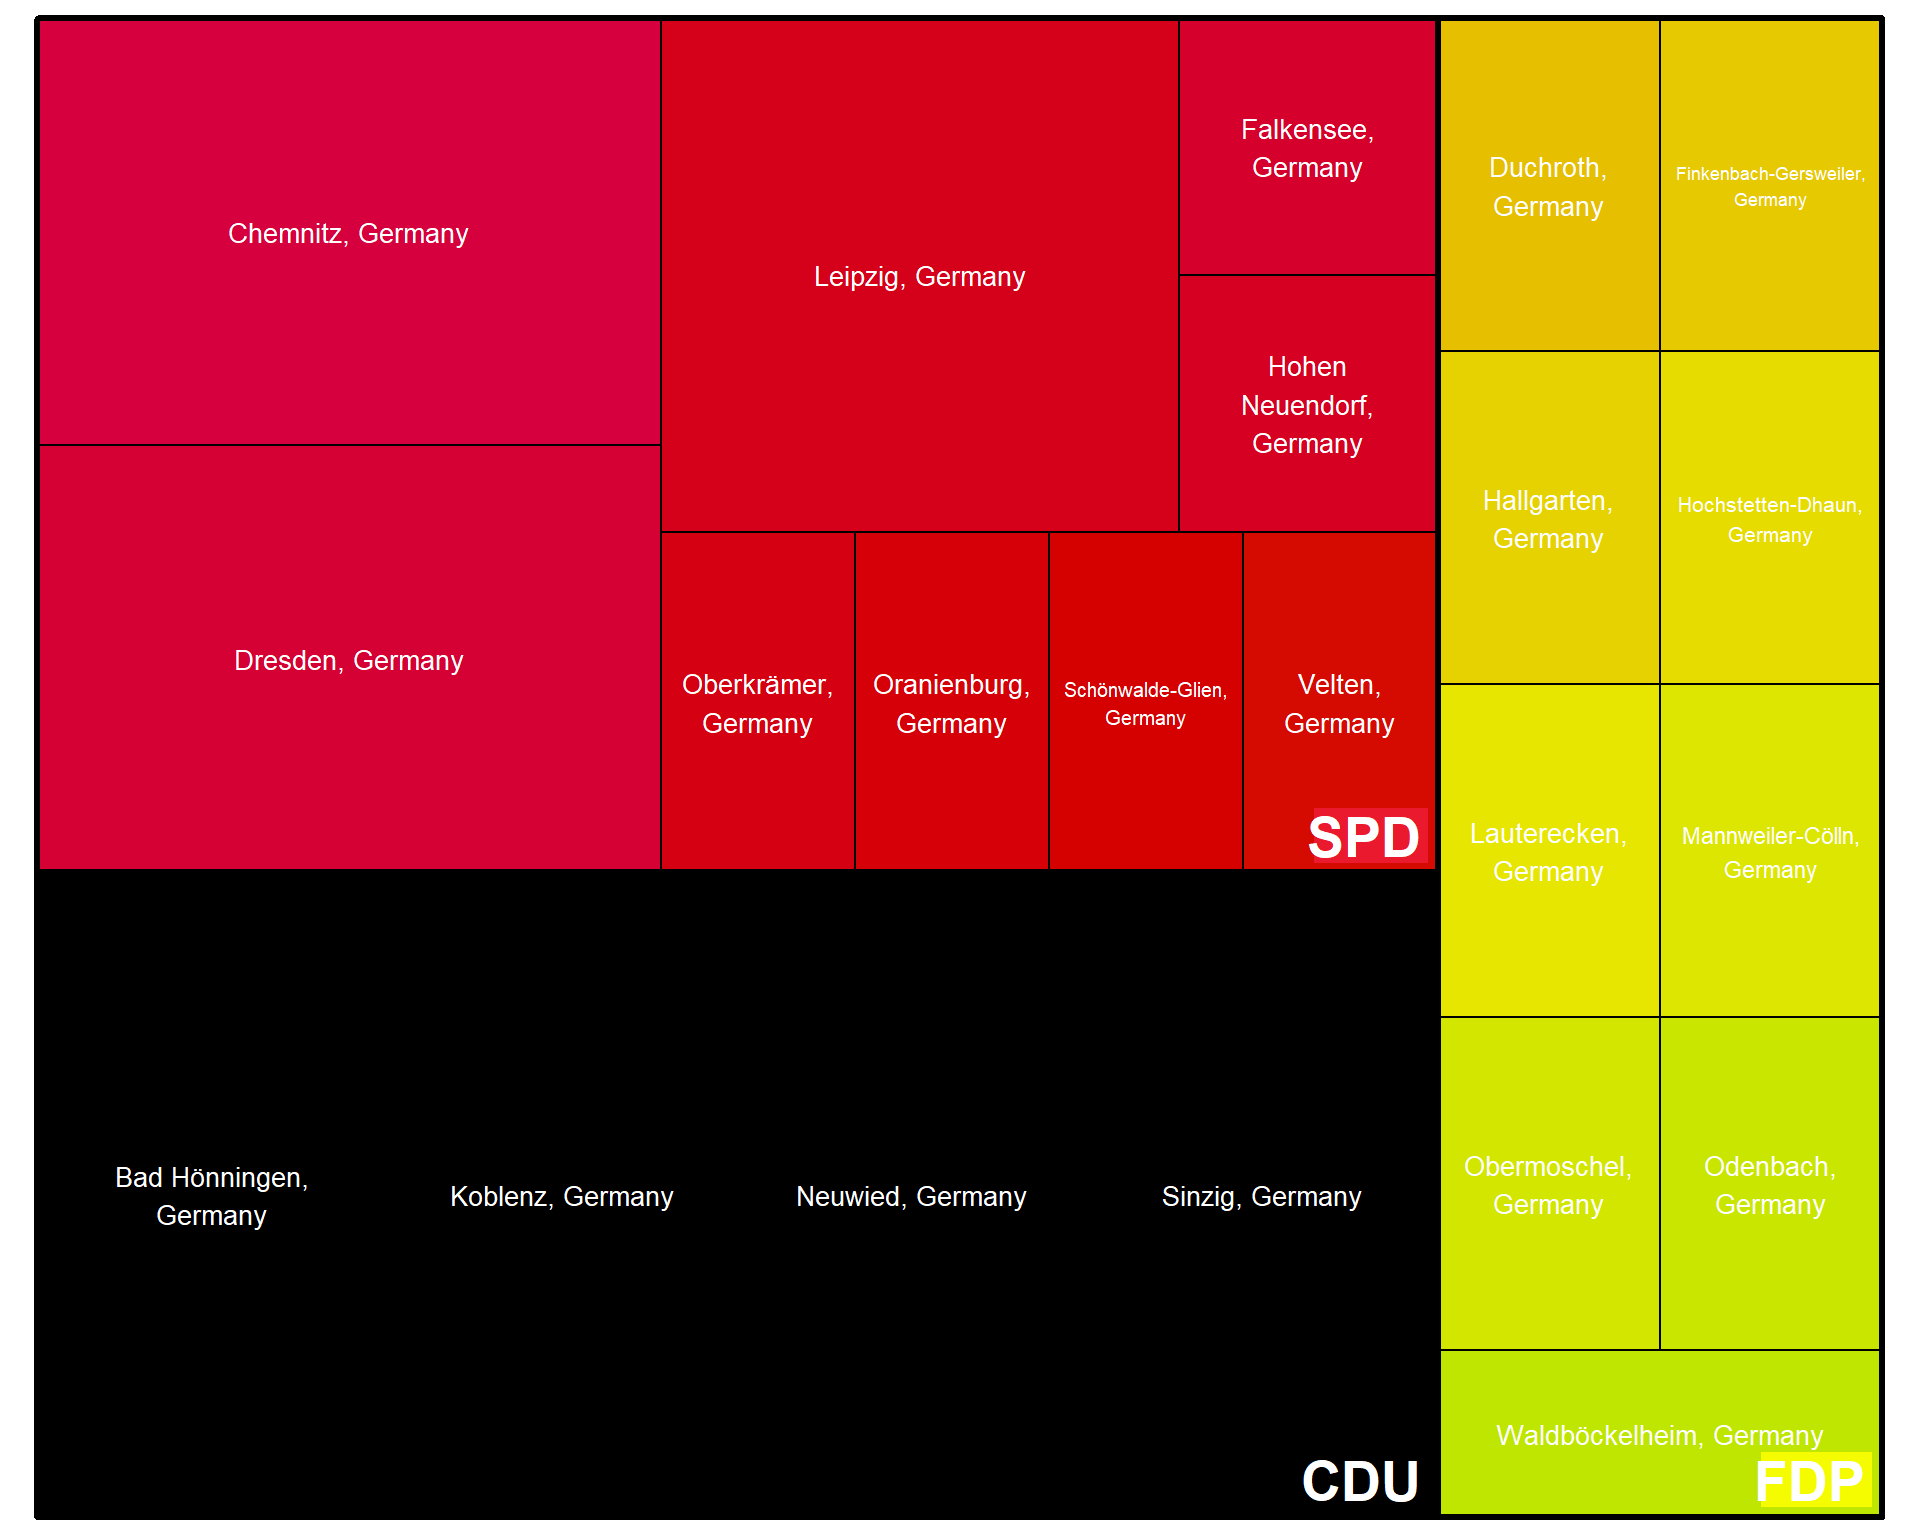 Chemnitz, Germany
Dresden, Germany
Leipzig, Germany
Falkensee,
Germany
Hohen
Neuendorf,
Germany
Oberkrämer,
Germany
Oranienburg,
Germany
Schönwalde-Glien,
Germany
Velten,
Germany
SPD
Bad Hönningen,
Germany
Koblenz, Germany
Neuwied, Germany
Sinzig, Germany
CDU
Duchroth,
Germany
Finkenbach-Gersweiler,
Germany
Hallgarten,
Germany
Hochstetten-Dhaun,
Germany
Lauterecken,
Germany
Mannweiler-Cölln,
Germany
Obermoschel,
Germany
Odenbach,
Germany
Waldböckelheim, Germany
FDP